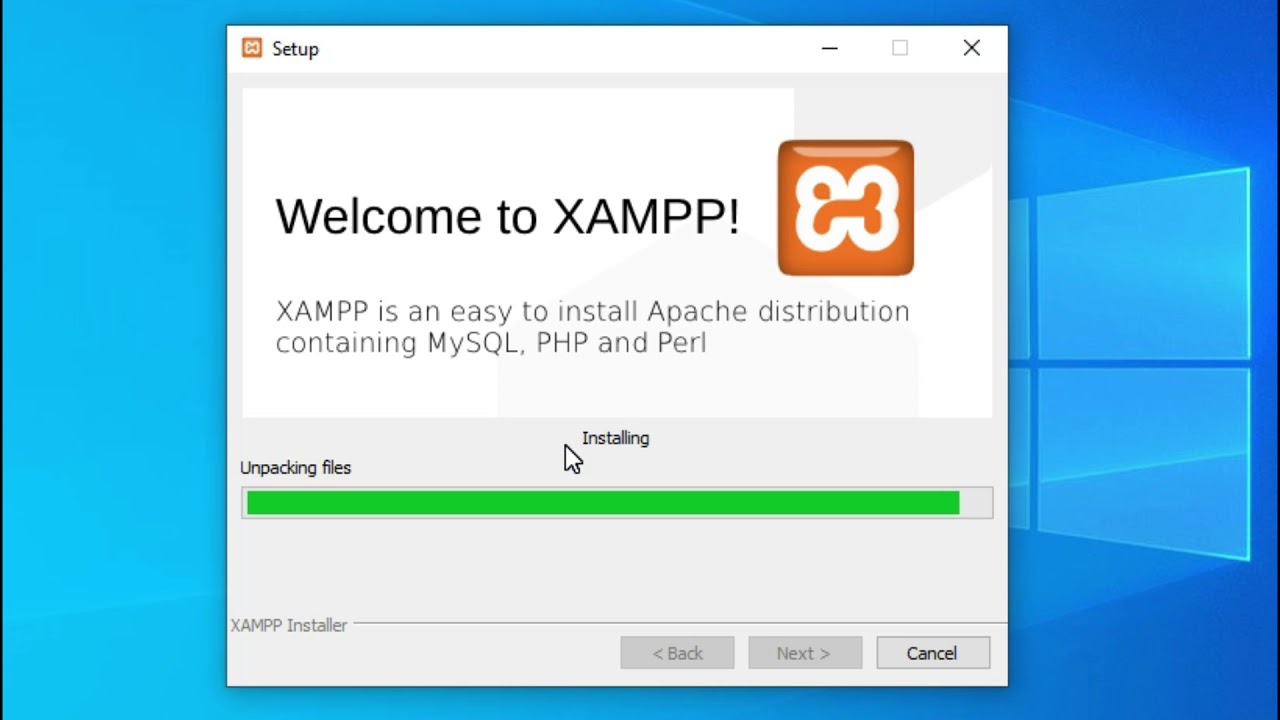 Setup
Welcome to XAMPP!
XAMPP is an easy to install Apache distribution
containing MySQL, PHP and Perl
Installing
Unpacking files
XAMPP Installer
< Back
Next >
Cancel